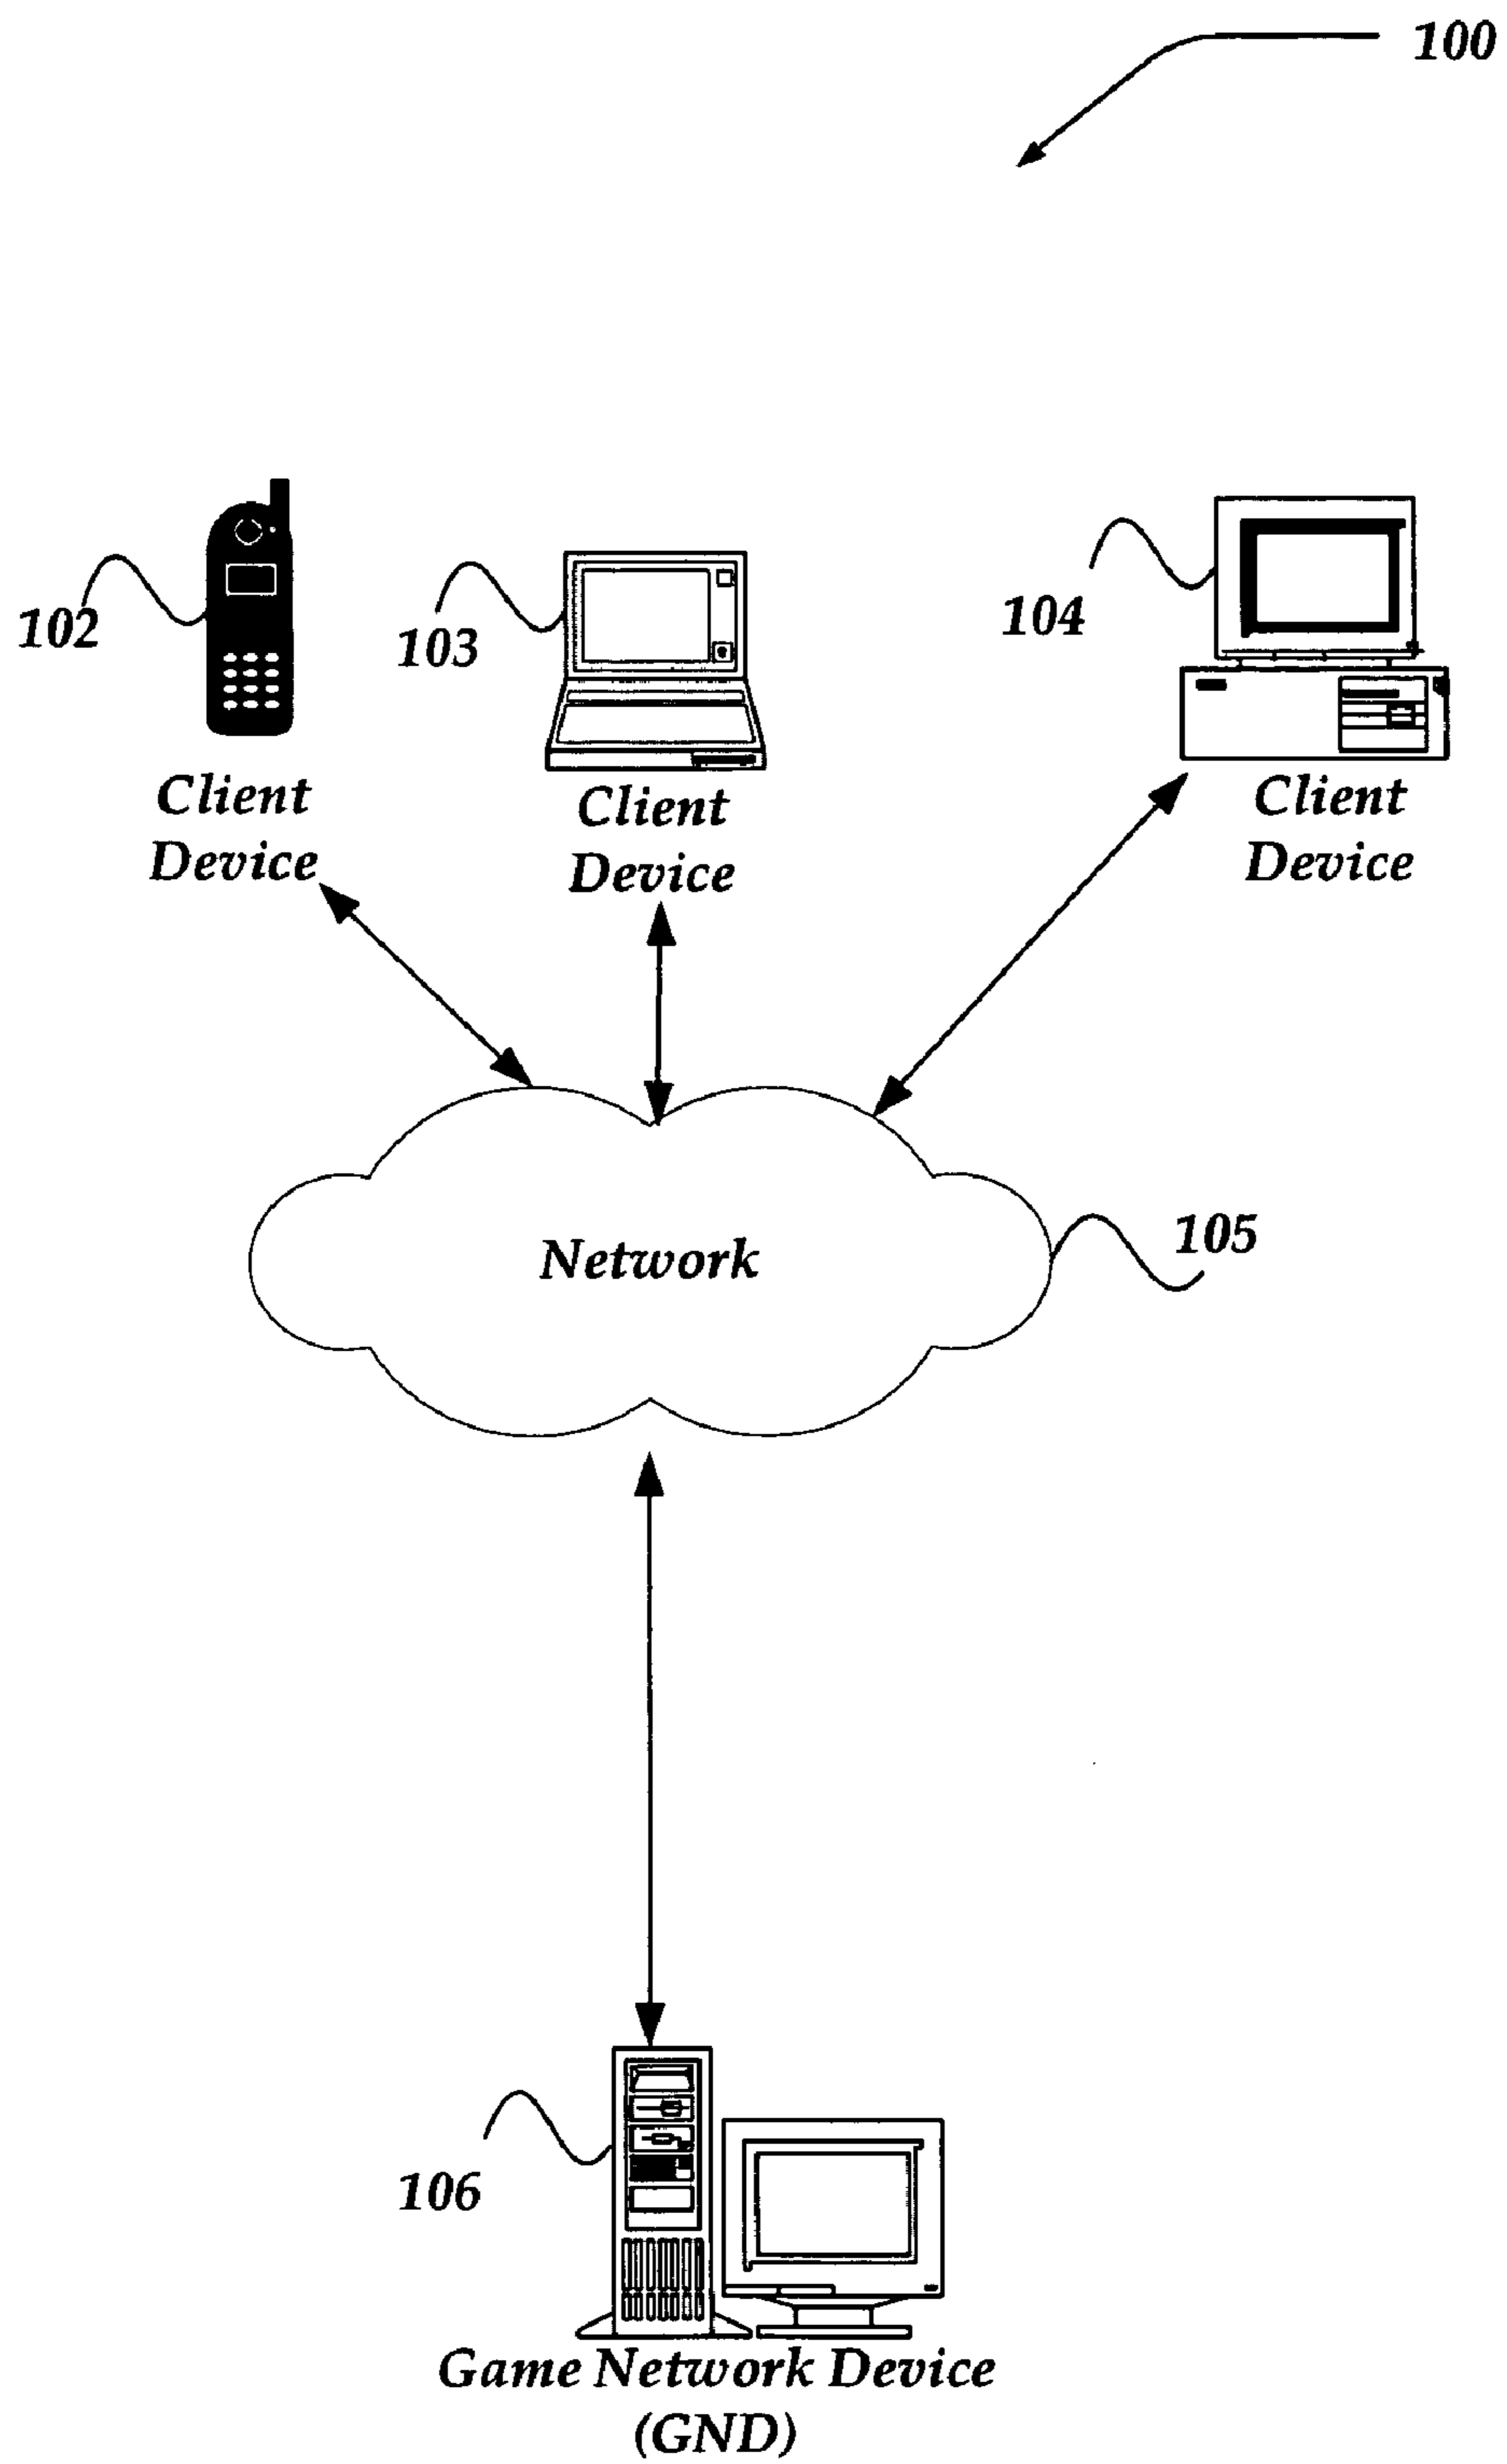 100
102
103
104
Client
Device
Client
Device
Client
Device
Network
105
106
Game Network Device
(GND)